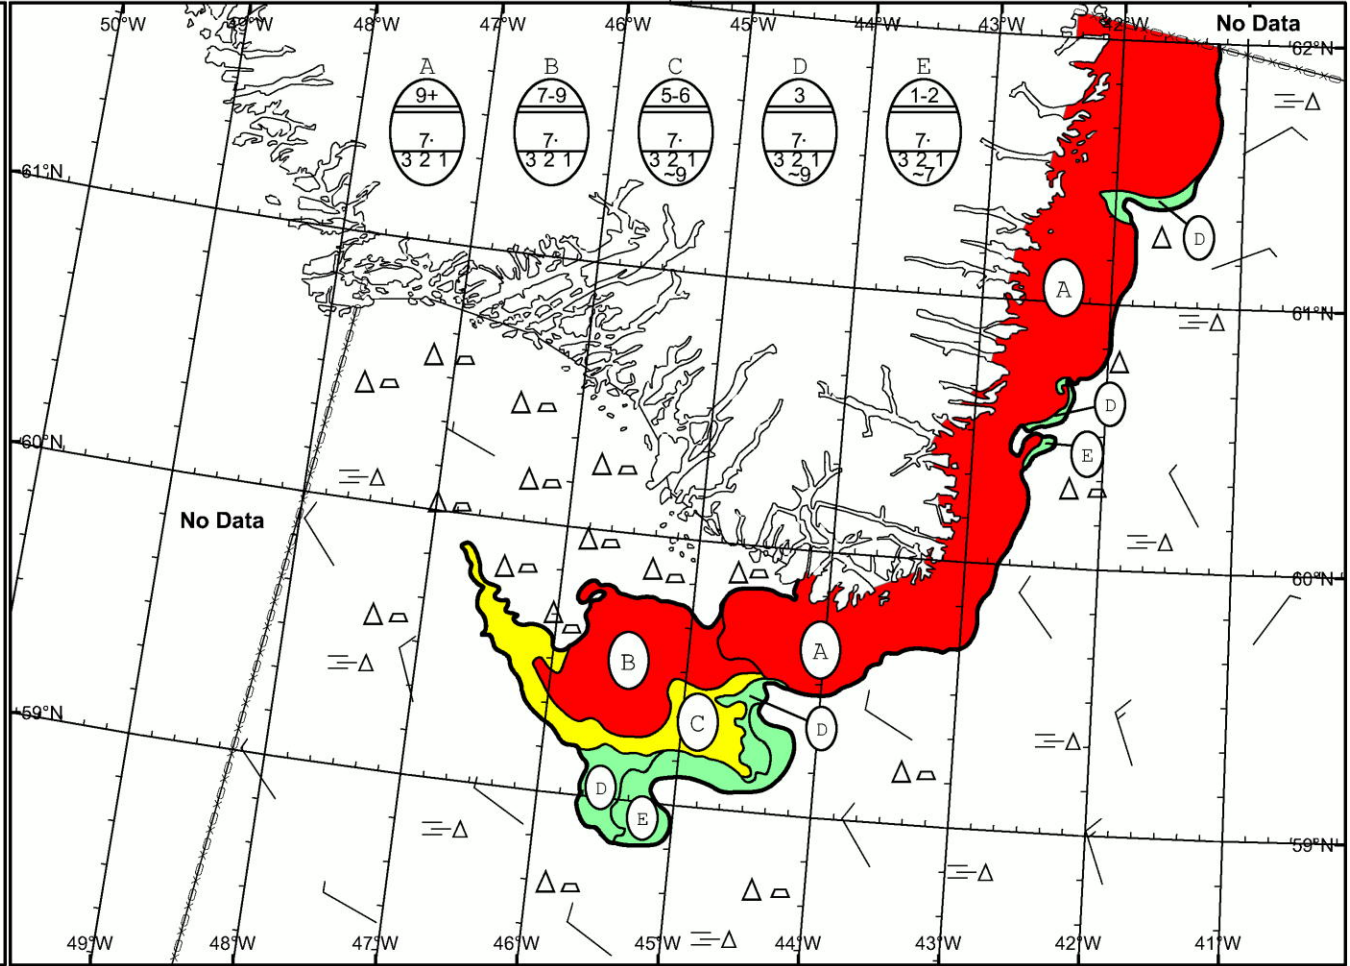 50°W 49°W 48°W 47°W 46°W 45°W 44°W 43°W 42°W No Data
62°N
A B C D E
9+ 7-9 5-6 3 1-2
7· 7· 7· 7· 7·
3 2 1 3 2 1 3 2 1 3 2 1 3 2 1
~9 ~9 ~7
61°N
D
A
61°N
D
60°N
E
No Data
60°N
A
B
59°N
C
D
D
E
59°N
49°W 48°W 47°W 46°W 45°W 44°W 43°W 42°W 41°W